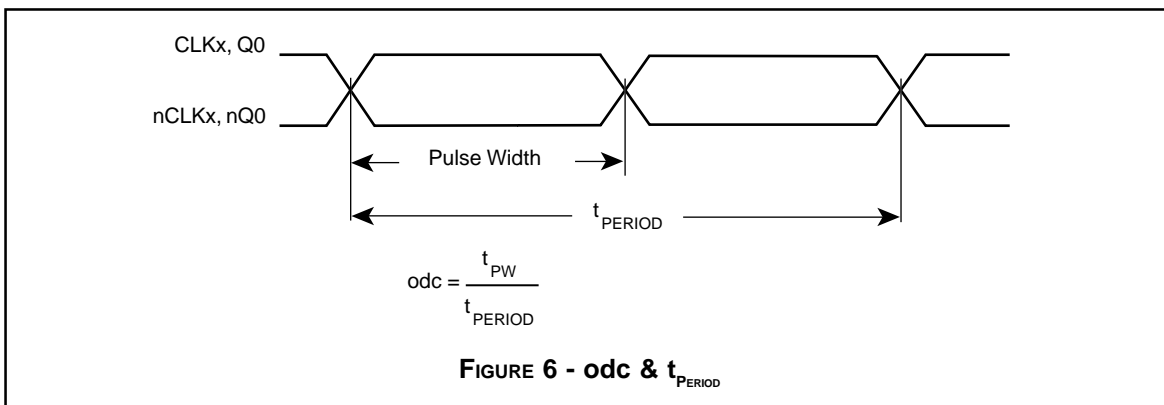 CLKx, Q0
nCLKx, nQ0
Pulse Width
tPERIOD
odc = tPW
tPERIOD
FIGURE 6 - odc & tPERIOD